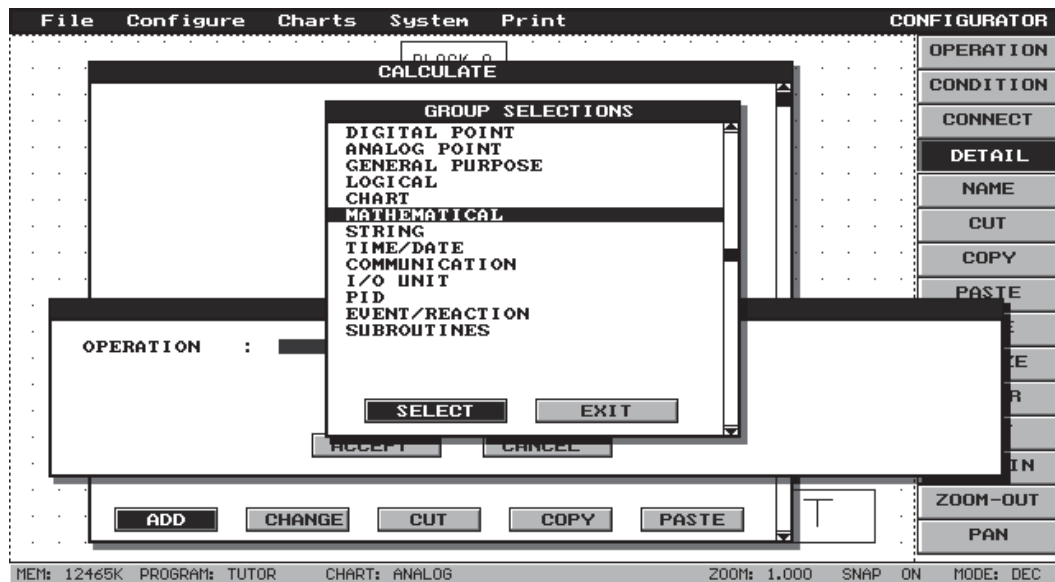 File Configure Charts System Print CONFIGURATOR
OPERATION
CONDITION
CONNECT
DETAIL
NAME
CUT
COPY
PASTE
CALCULATE
GROUP SELECTIONS
DIGITAL POINT
ANALOG POINT
GENERAL PURPOSE
LOGICAL
CHART
MATHEMATICAL
STRING
TIME/DATE
COMMUNICATION
I/O UNIT
PID
EVENT/REACTION
SUBROUTINES
SELECT EXIT
OPERATION :
ACCEPT CANCEL
ADD CHANGE CUT COPY PASTE
ZOOM-OUT
PAN
MEM: 12465K PROGRAM: TUTOR CHART: ANALOG ZOOM: 1.000 SNAP ON MODE: DEC